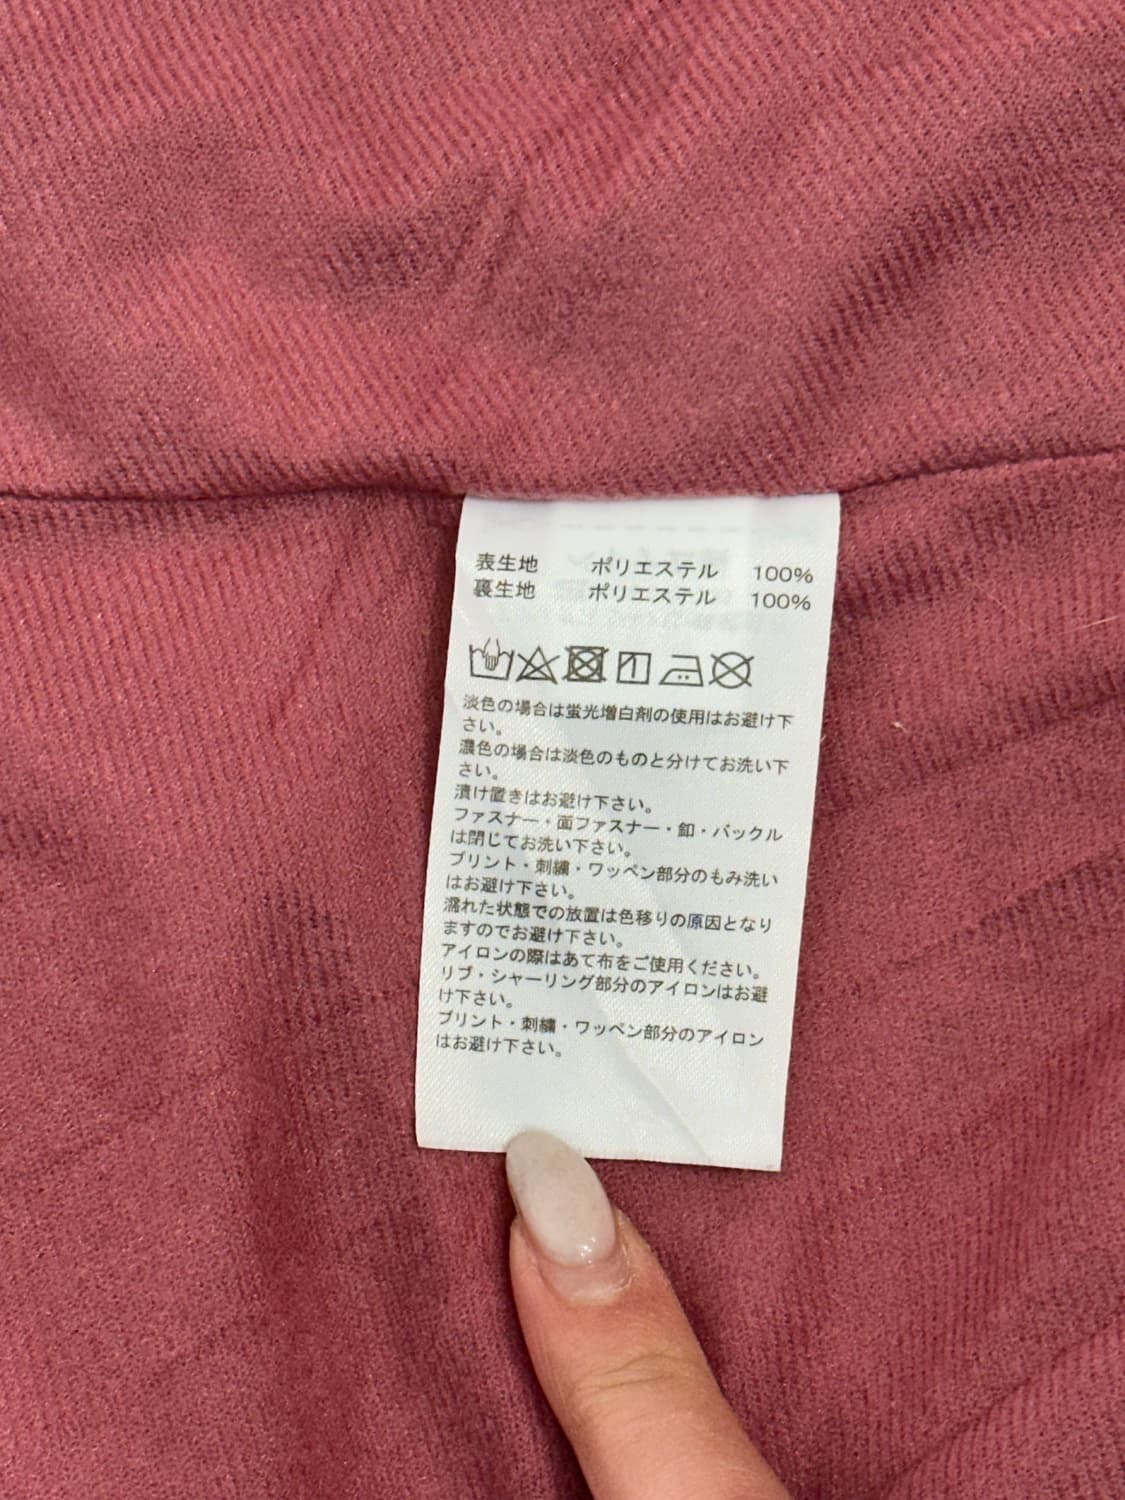 表生地 ポリエステル 100%
裏生地 ポリエステル 100%
淡色の場合は蛍光増白剤の使用はお避け下
さい。
濃色の場合は淡色のものと分けてお洗い下
さい。
漬け置きはお避け下さい。
ファスナー・面ファスナー・釦・バックル
は閉じてお洗い下さい。
プリント・刺繍・ワッペン部分のもみ洗い
はお避け下さい。
濡れた状態での放置は色移りの原因となり
ますのでお避け下さい。
アイロンの際はあて布をご使用ください。
リブ・シャーリング部分のアイロンはお避
け下さい。
プリント・刺繍・ワッペン部分のアイロン
はお避け下さい。